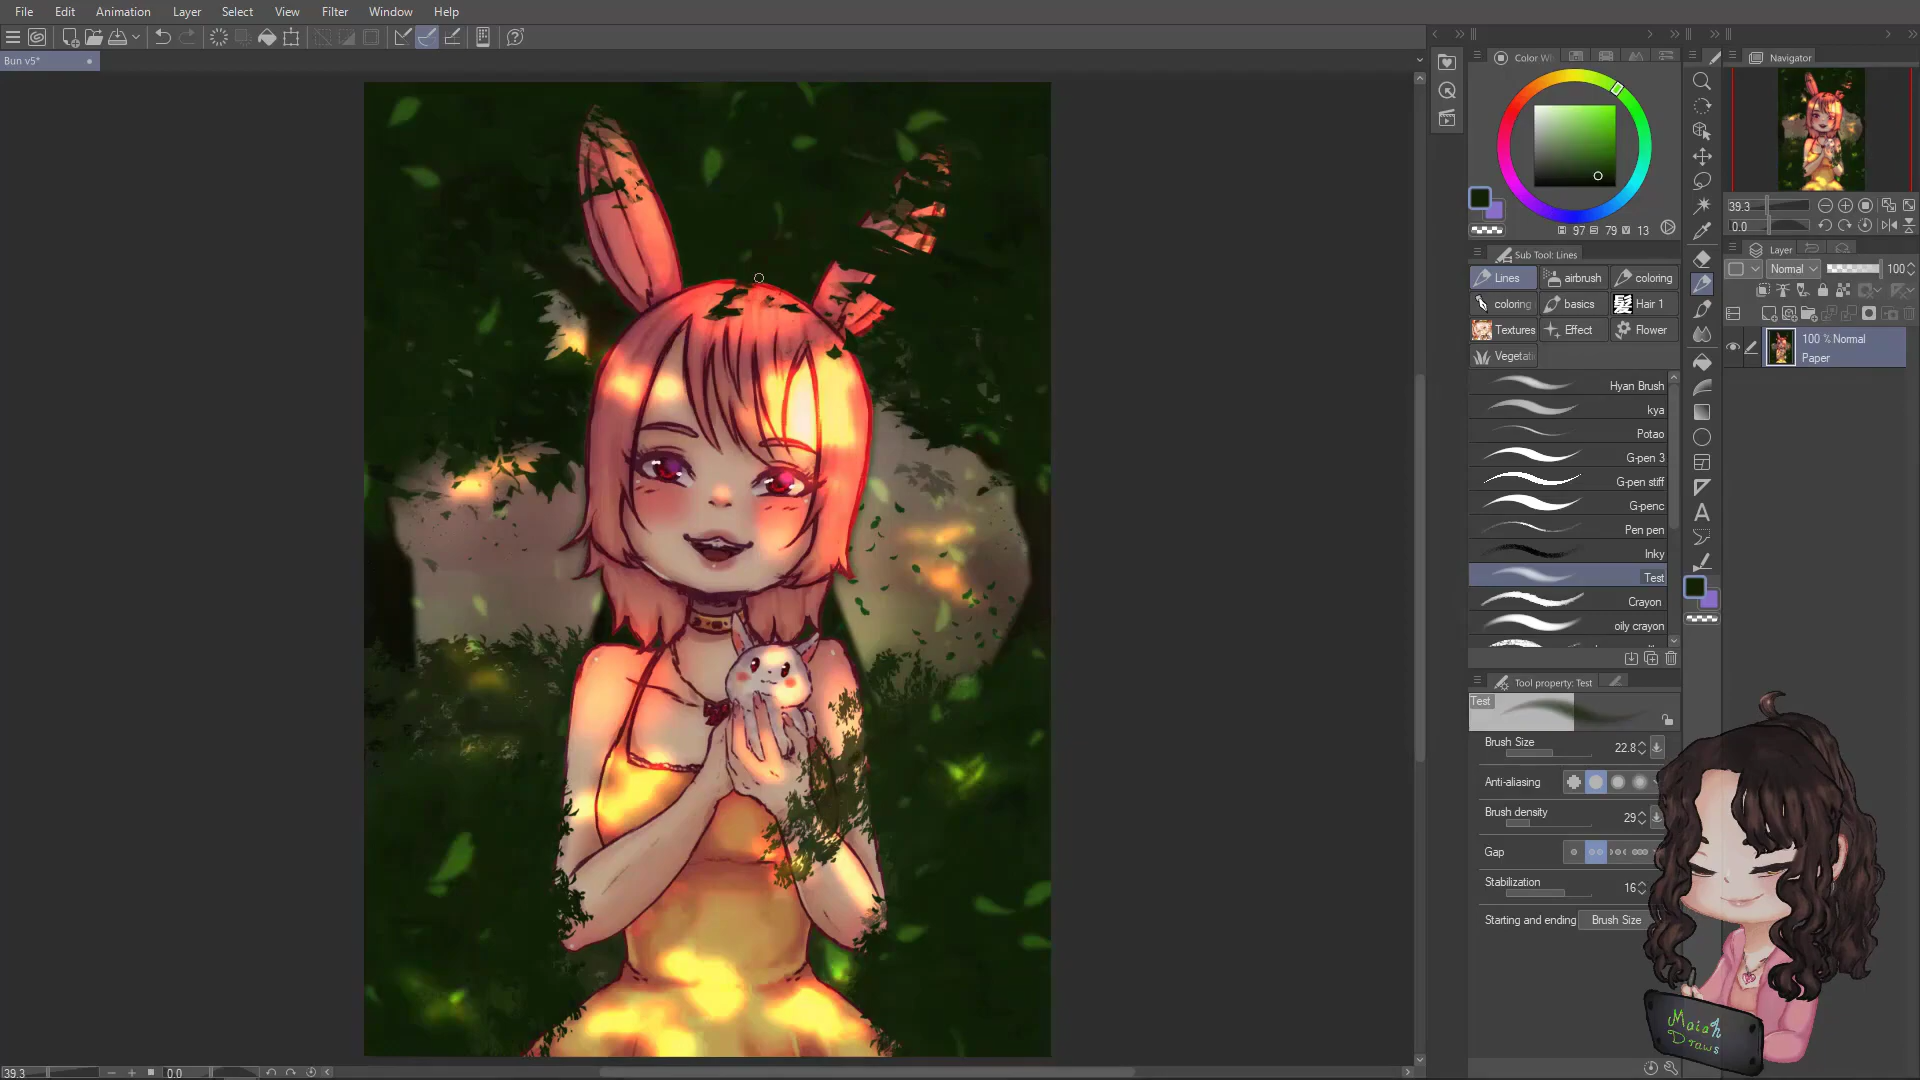 File Edit Animation Layer Select View Filter Window Help
Bun v5*
Color Wl
Navigator
39.3
0.0
97 79 V 13
Layer
Sub Tool: Lines
Normal 100
Lines airbrush coloring
coloring basics Hair 1
Textures Effect Flower
Vegetat
100 % Normal
Paper
Hyan Brush
kya
Potao
G-pen 3
G-pen stiff
G-penc
Pen pen
Inky
Test
Crayon
oily crayon
Tool property: Test
Test
Brush Size 22.8
Anti-aliasing
Brush density 29
Gap
Stabilization 16
Starting and ending Brush Size
Maiah
Draws
39.3 0.0